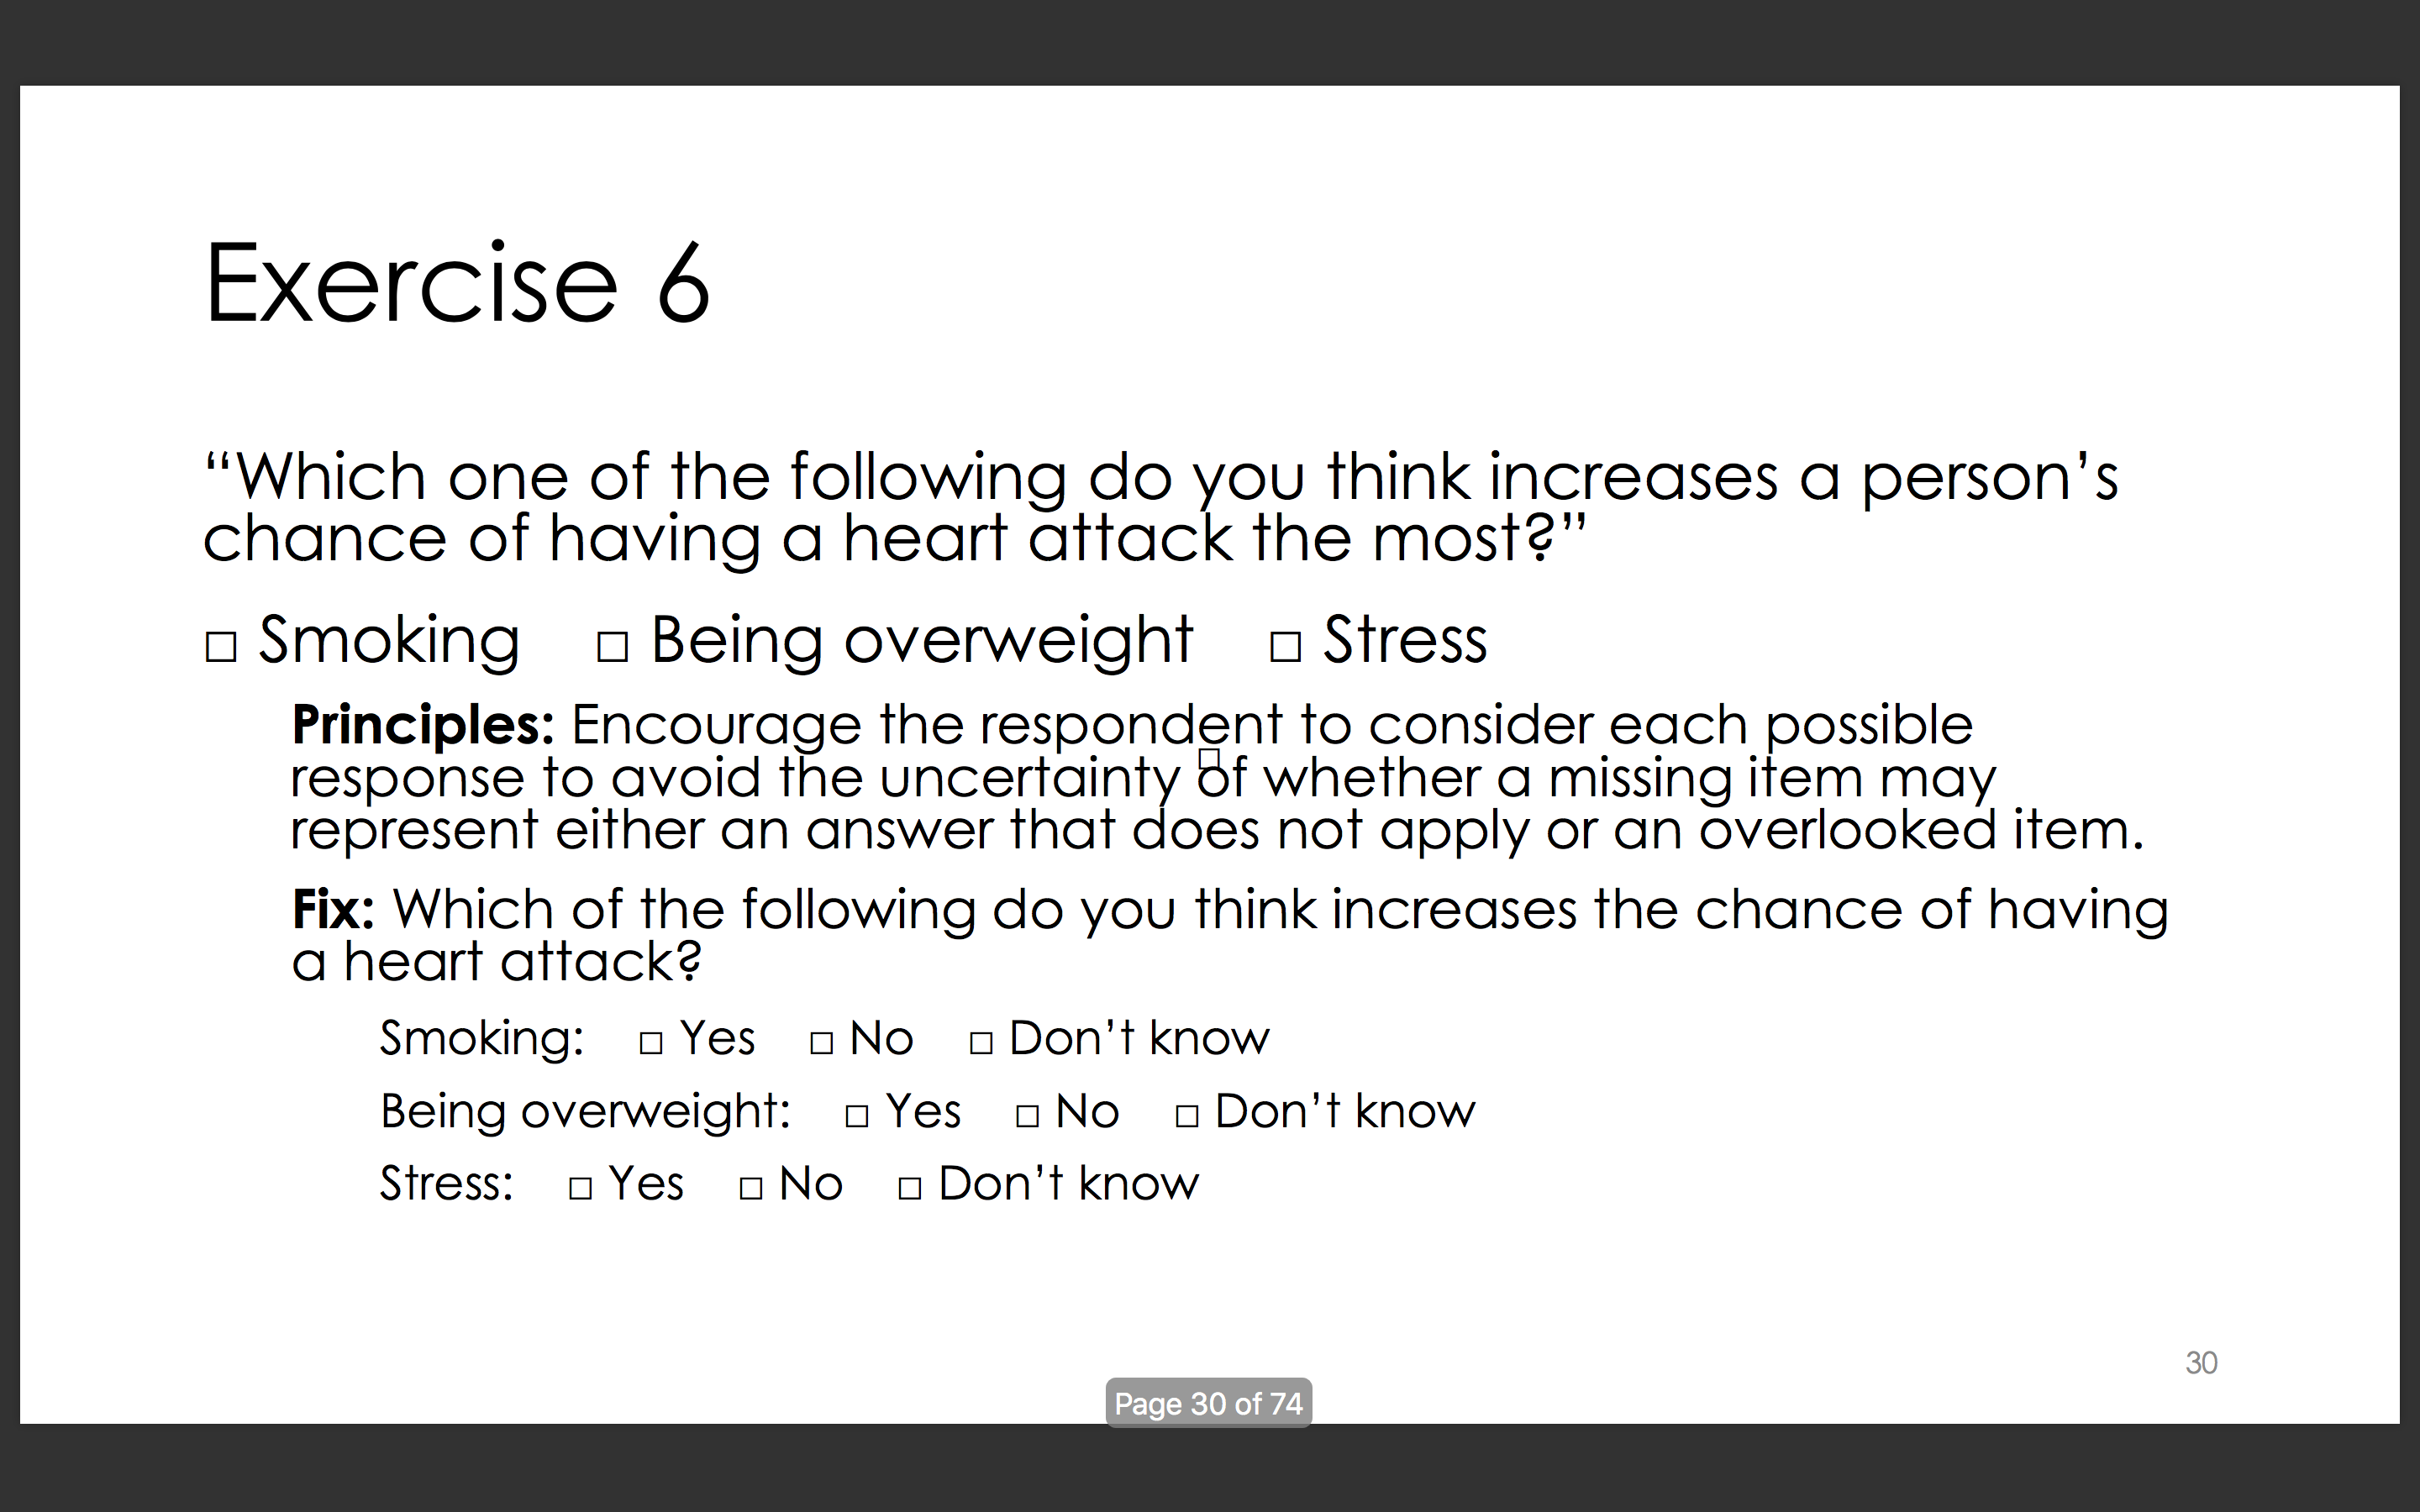 Exercise 6
“Which one of the following do you think increases a person’s
chance of having a heart attack the most?”
□ Smoking □ Being overweight □ Stress
Principles: Encourage the respondent to consider each possible
response to avoid the uncertainty of whether a missing item may
represent either an answer that does not apply or an overlooked item.
Fix: Which of the following do you think increases the chance of having
a heart attack?
Smoking: □ Yes □ No □ Don’t know
Being overweight: □ Yes □ No □ Don’t know
Stress: □ Yes □ No □ Don’t know
30
Page 30 of 74